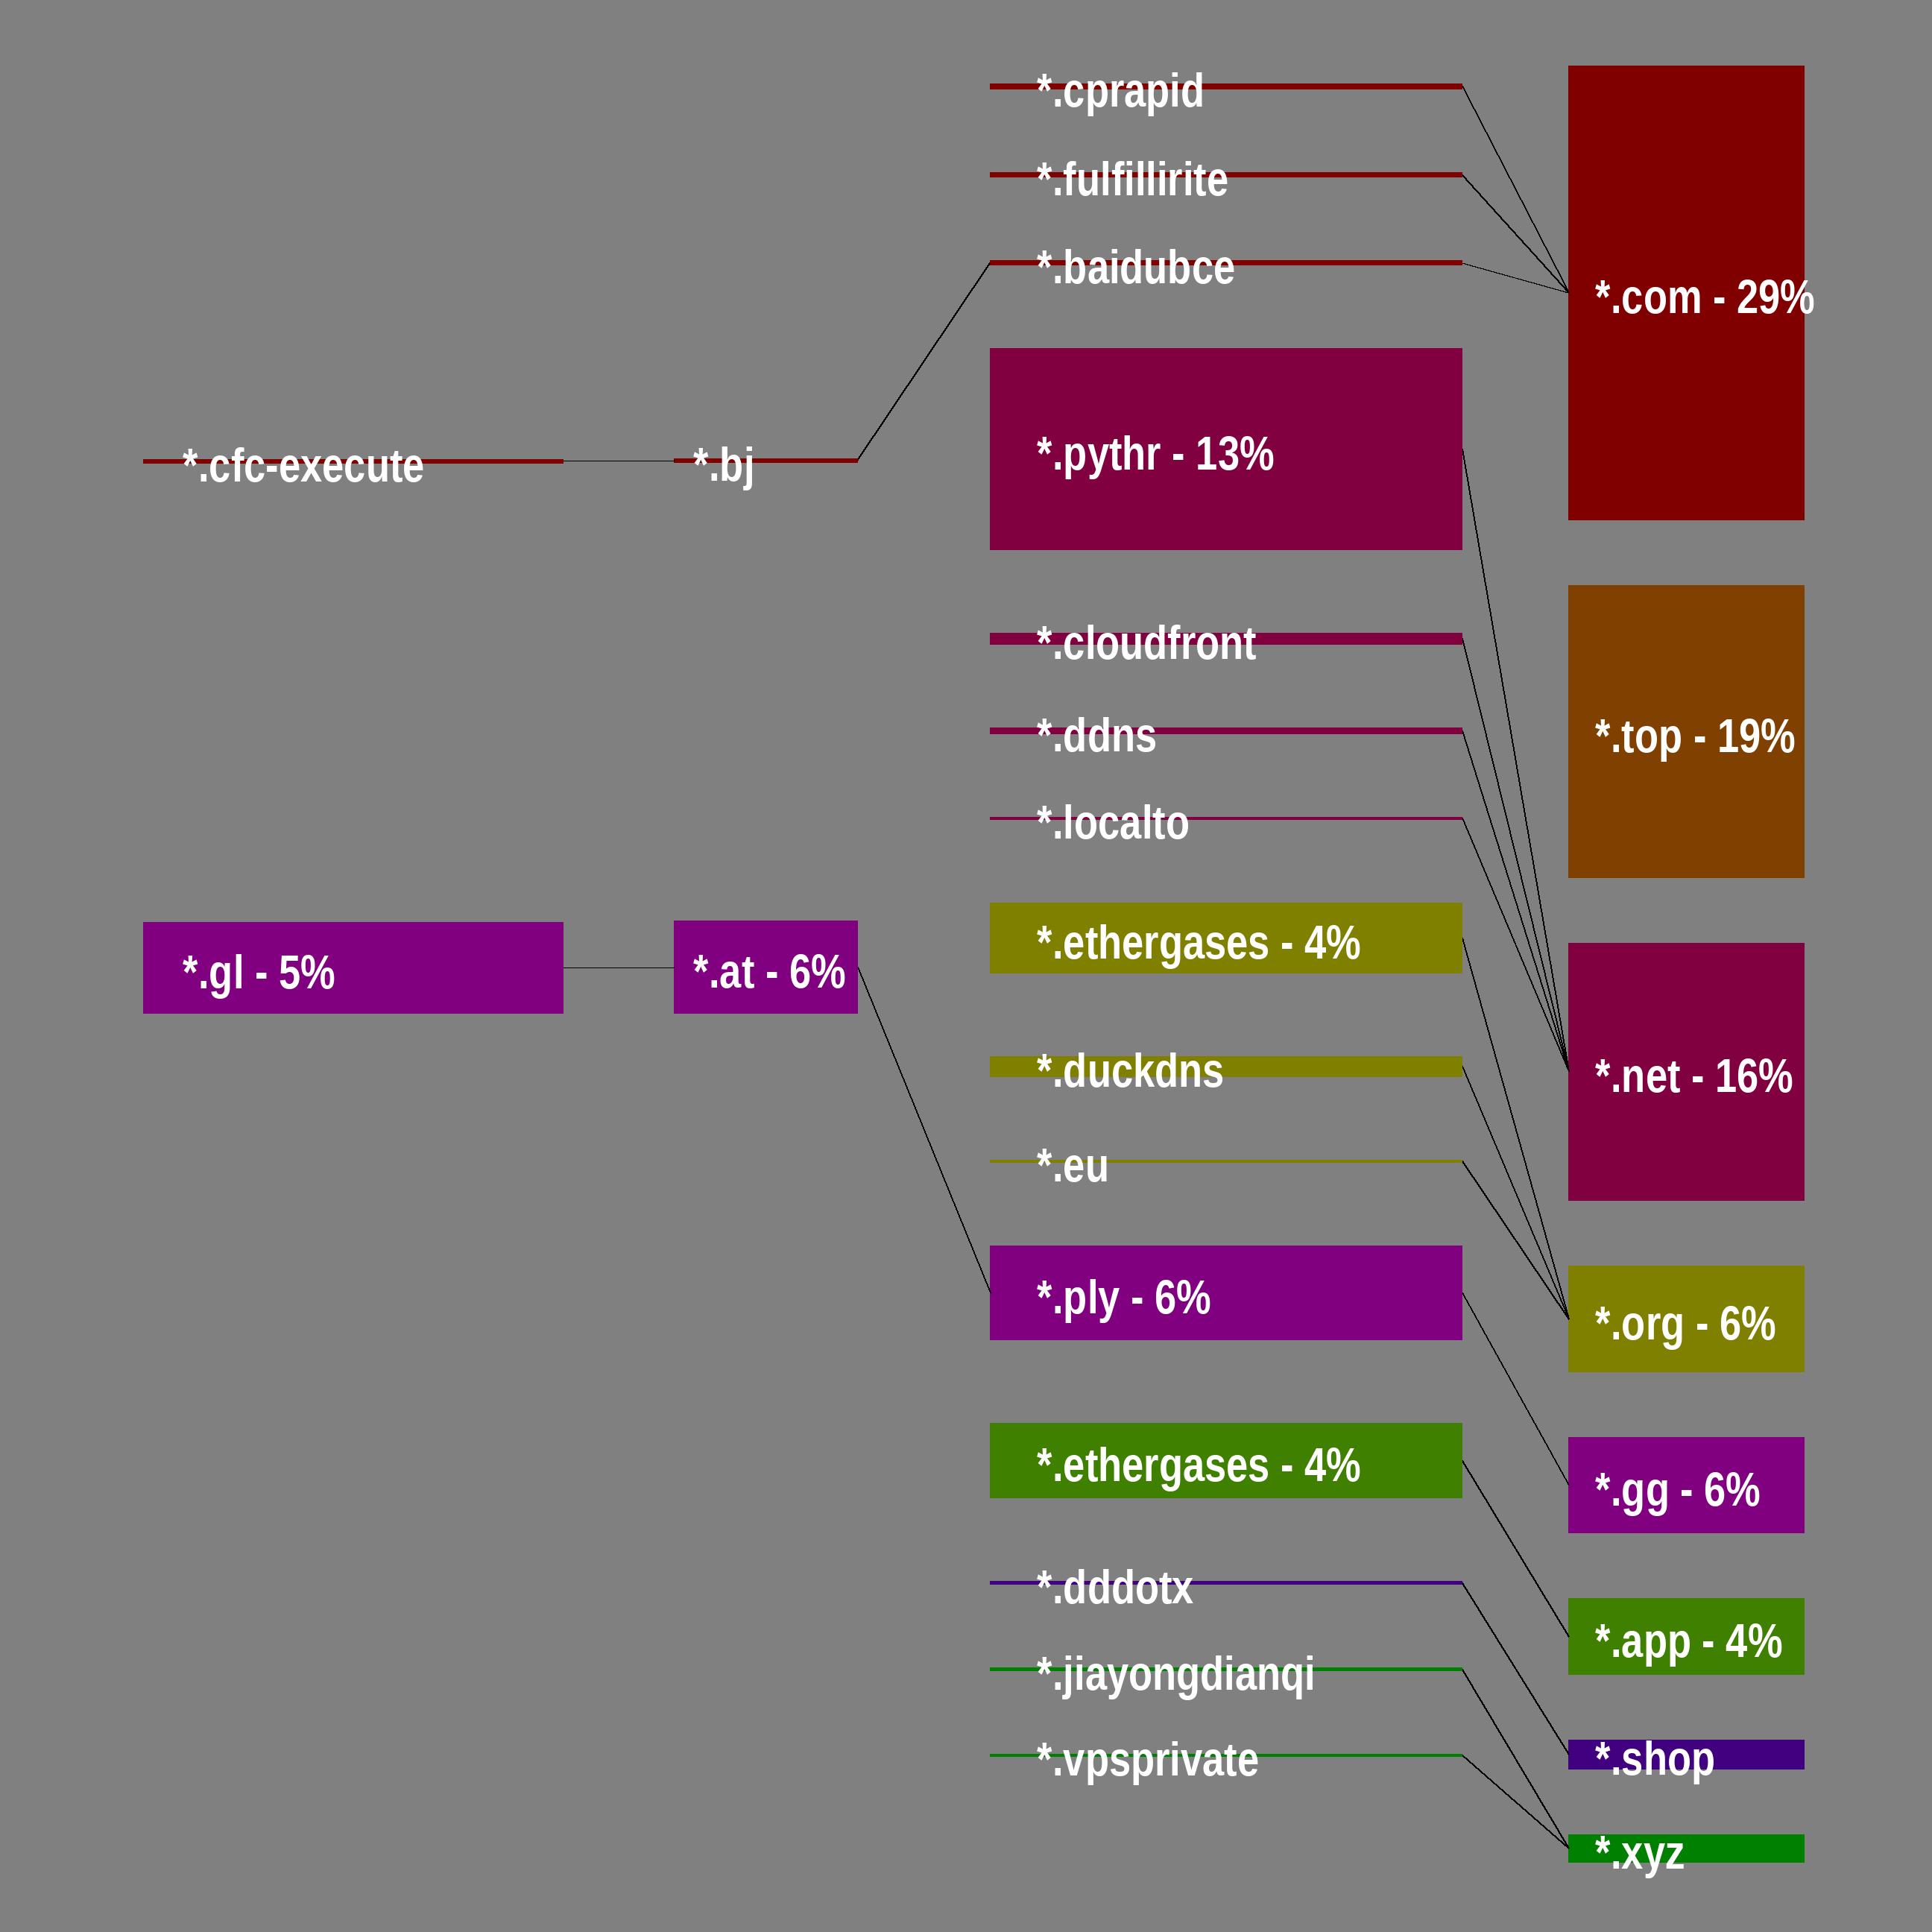 *.cprapid
*.fulfillirite
*.baidubce
*.com - 29%
*.pythr - 13%
*.cfc-execute
*.bj
*.cloudfront
*.ddns
*.top - 19%
*.localto
*.ethergases - 4%
*.gl - 5%
*.at - 6%
*.duckdns
*.net - 16%
*.eu
*.ply - 6%
*.org - 6%
*.ethergases - 4%
*.gg - 6%
*.dddotx
*.app - 4%
*.jiayongdianqi
*.vpsprivate
*.shop
*.xyz